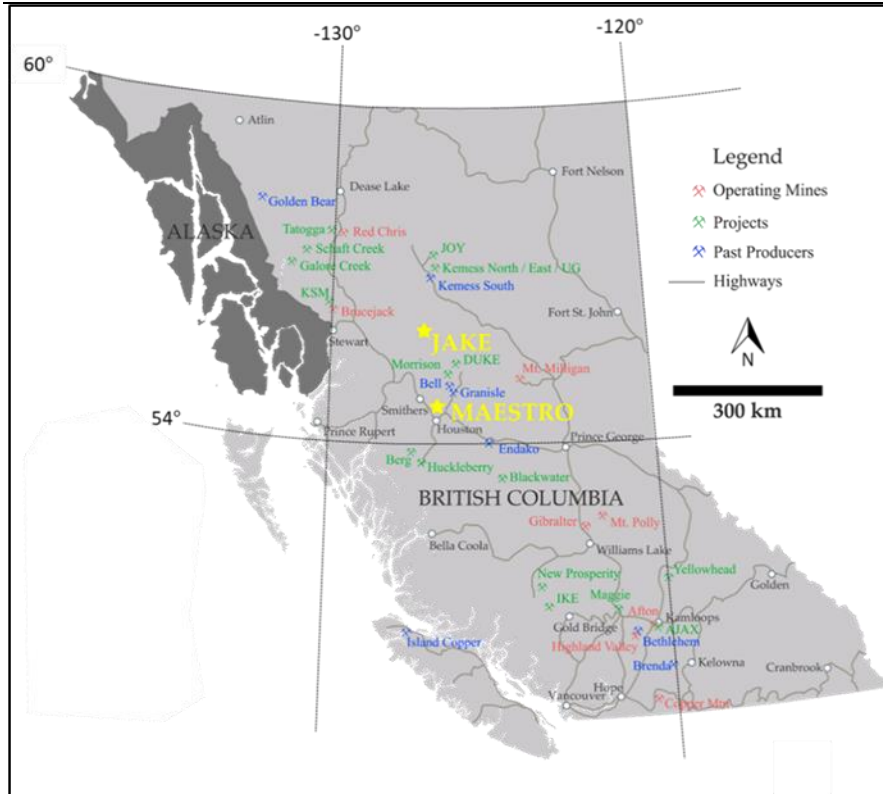 -130°
-120°
60°
Atlin
Fort Nelson
Legend
Operating Mines
Projects
Past Producers
Highways
N
300 km
Dease Lake
Golden Bear
ALASKA
Tatogga
Red Chris
Schaft Creek
Galore Creek
JOY
Kemess North / East / UG
Kemess South
KSM
Brucejack
Fort St. John
Stewart
JAKE
DUKE
Morrison
Mt. Milligan
Bell
Granisle
Smithers
MAESTRO
54°
Prince Rupert
Houston
Endako
Prince George
Berg
Huckleberry
Blackwater
BRITISH COLUMBIA
Gibralter
Mt. Polly
Bella Coola
Williams Lake
New Prosperity
Yellowhead
Golden
IKE
Maggie
Afton
Kamloops
Gold Bridge
AJAX
Island Copper
Bethlehem
Highland Valley
Brenda
Kelowna
Cranbrook
Hope
Vancouver
Copper Mtn